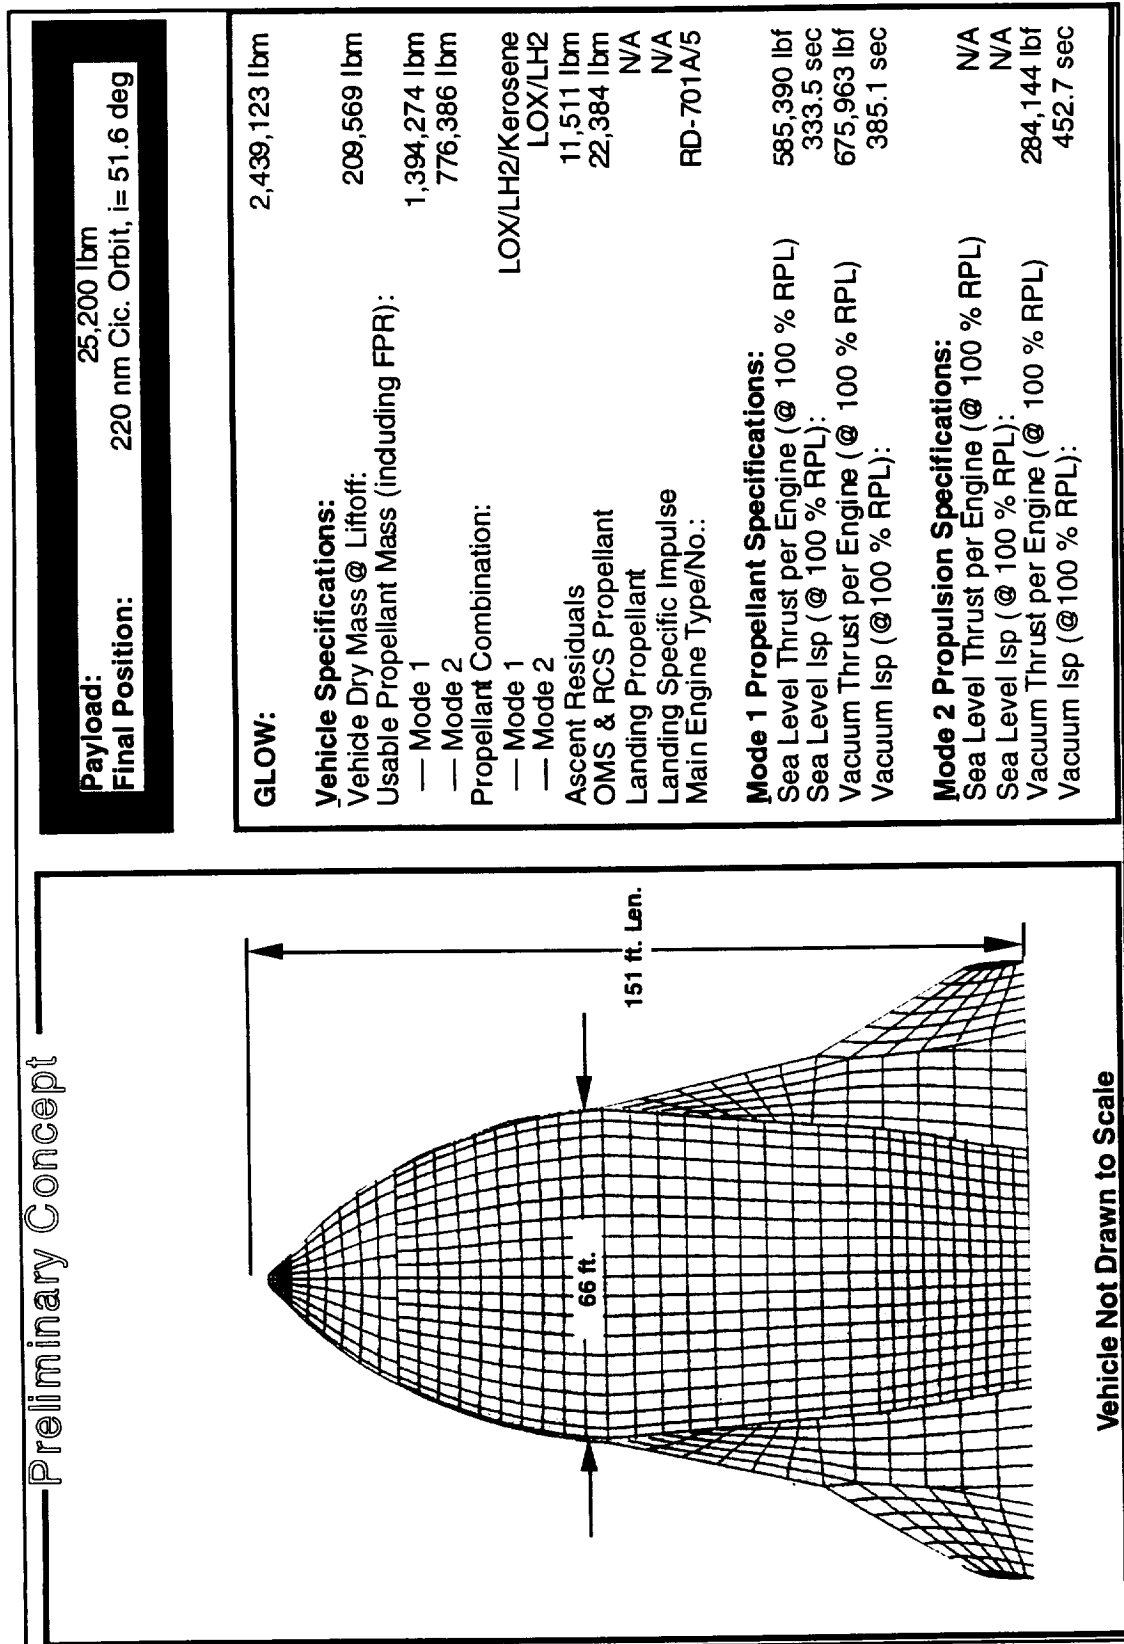 Preliminary Concept
Payload: 25,200 lbm
Final Position: 220 nm Cic. Orbit, i= 51.6 deg
151 ft. Len.
66 ft.
Vehicle Not Drawn to Scale
GLOW: 2,439,123 lbm
Vehicle Specifications:
Vehicle Dry Mass @ Liftoff: 209,569 lbm
Usable Propellant Mass (including FPR):
— Mode 1 1,394,274 lbm
— Mode 2 776,386 lbm
Propellant Combination:
— Mode 1 LOX/LH2/Kerosene
— Mode 2 LOX/LH2
Ascent Residuals 11,511 lbm
OMS & RCS Propellant 22,384 lbm
Landing Propellant N/A
Landing Specific Impulse N/A
Main Engine Type/No.: RD-701A/5
Mode 1 Propellant Specifications:
Sea Level Thrust per Engine (@ 100 % RPL) 585,390 lbf
Sea Level Isp (@ 100 % RPL): 333.5 sec
Vacuum Thrust per Engine (@ 100 % RPL) 675,963 lbf
Vacuum Isp (@100 % RPL): 385.1 sec
Mode 2 Propulsion Specifications:
Sea Level Thrust per Engine (@ 100 % RPL) N/A
Sea Level Isp (@ 100 % RPL): N/A
Vacuum Thrust per Engine (@ 100 % RPL) 284,144 lbf
Vacuum Isp (@100 % RPL): 452.7 sec